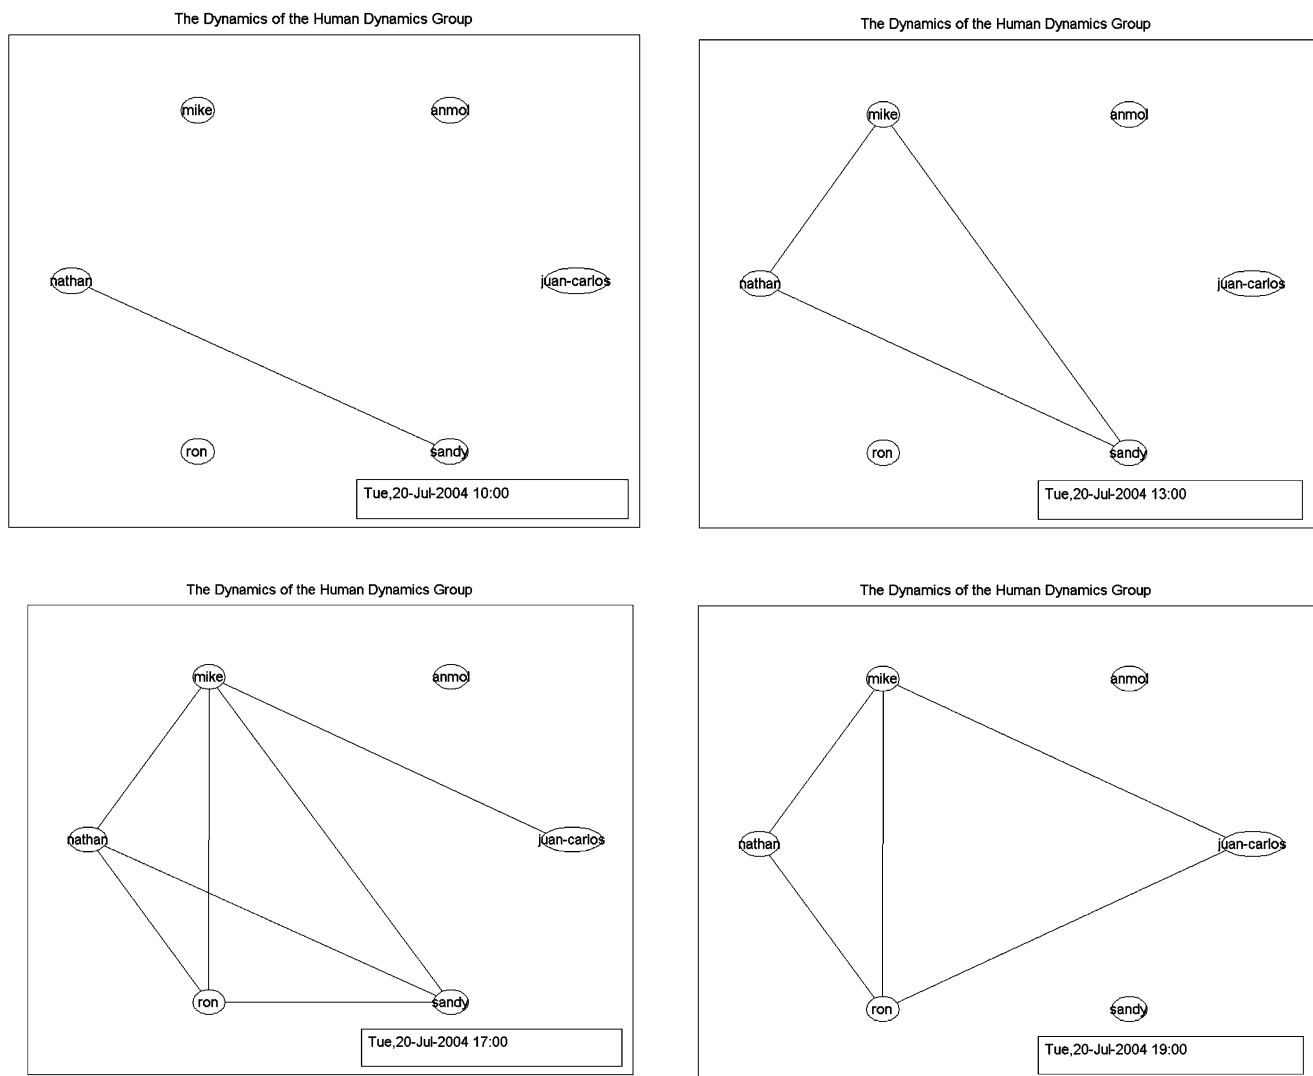 The Dynamics of the Human Dynamics Group
mike
anmol
nathan
juan-carlos
ron
sandy
Tue,20-Jul-2004 10:00
The Dynamics of the Human Dynamics Group
mike
anmol
nathan
juan-carlos
ron
sandy
Tue,20-Jul-2004 13:00
The Dynamics of the Human Dynamics Group
mike
anmol
nathan
juan-carlos
ron
sandy
Tue,20-Jul-2004 17:00
The Dynamics of the Human Dynamics Group
mike
anmol
nathan
juan-carlos
ron
sandy
Tue,20-Jul-2004 19:00